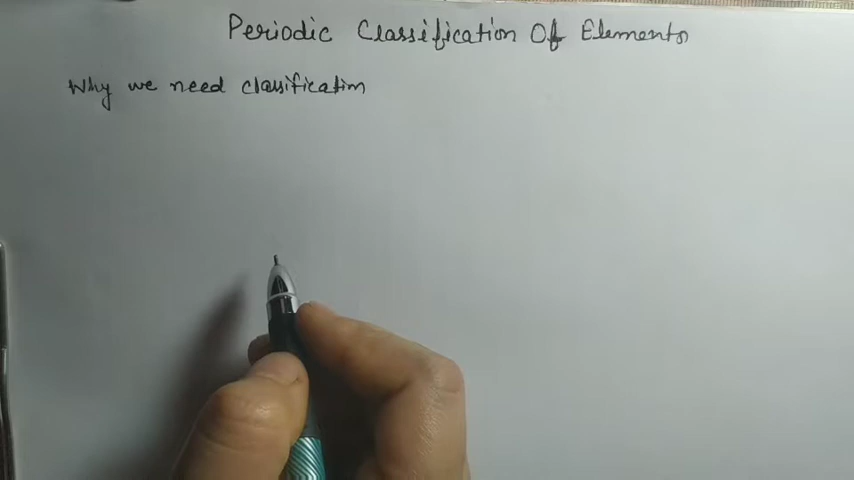 Periodic Classification Of Elements
Why we need classification